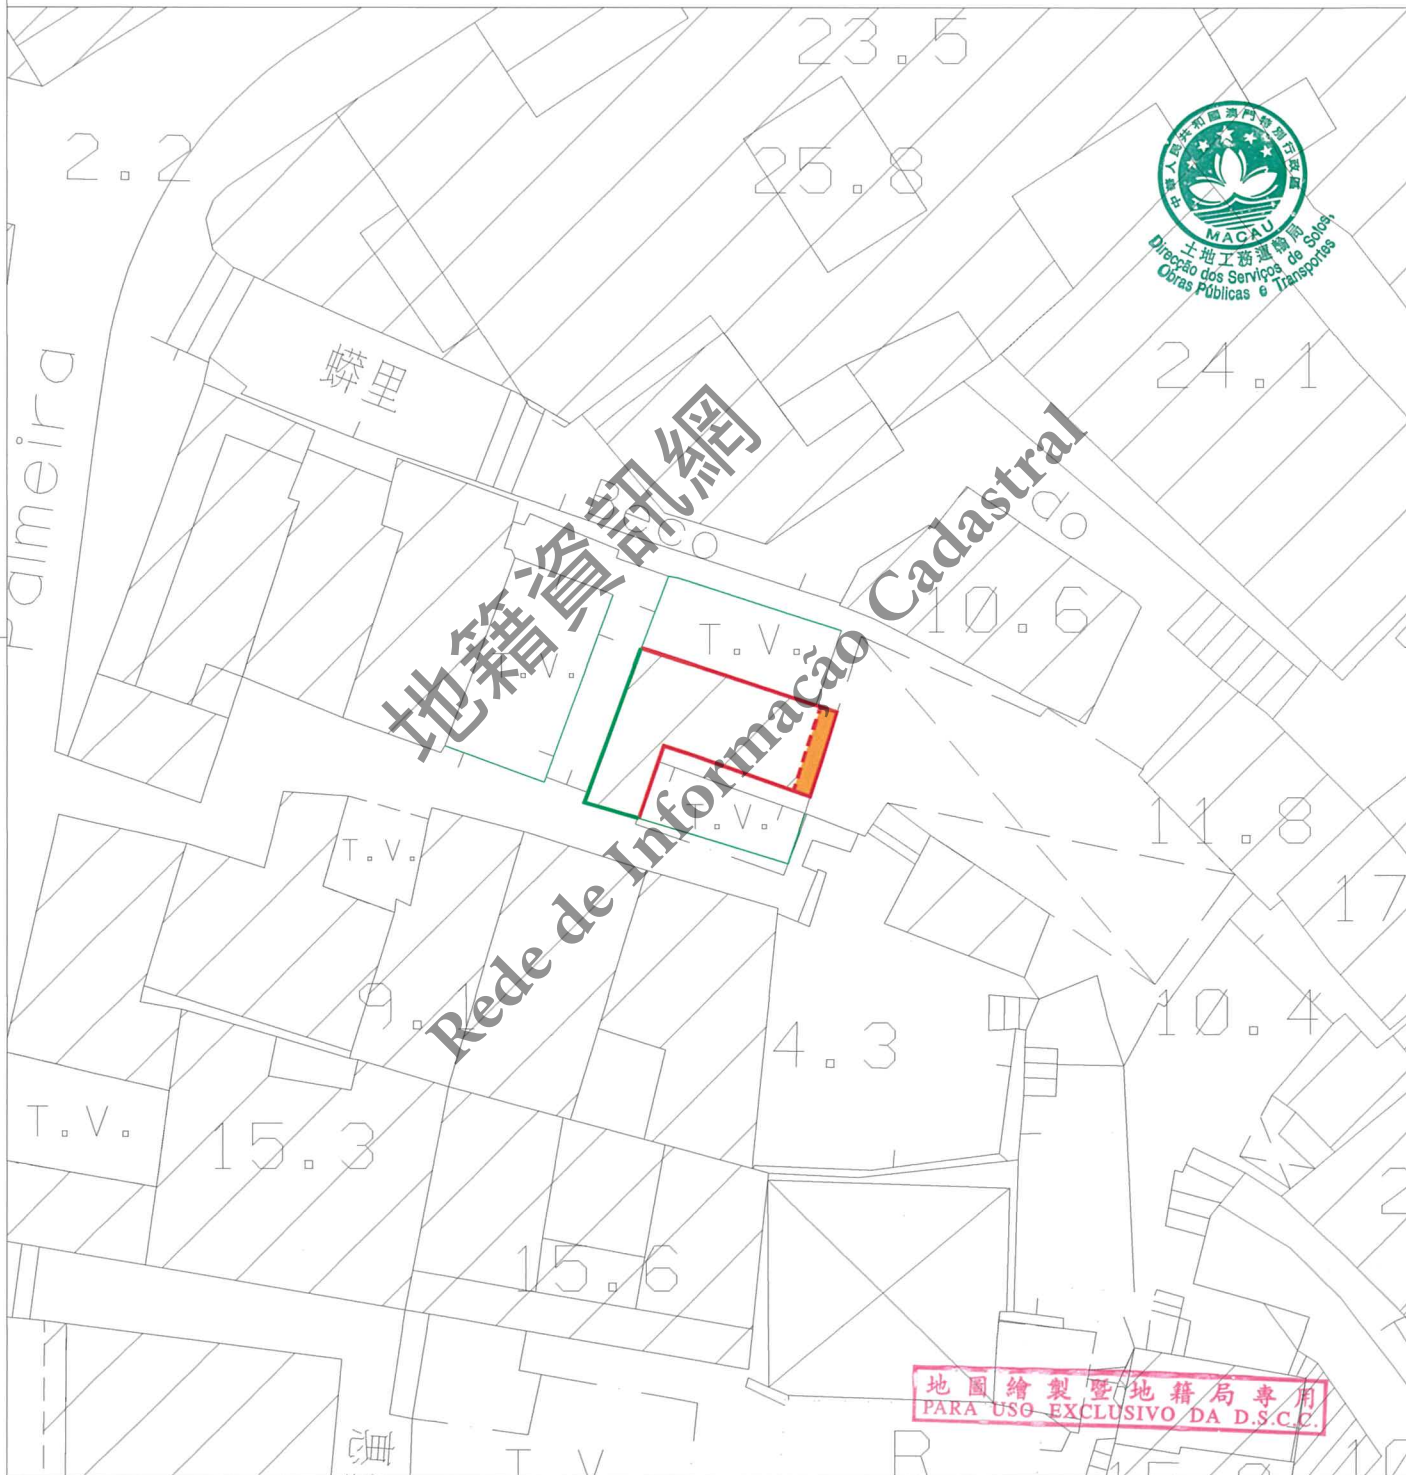 23.5
2.2
25.8
中華人民共和國澳門特別行政區
MACAU
土地工務運輸局
Direcção dos Serviços de Solos,
Obras Públicas e Transportes
蟒里
24.1
Palmeira
地籍資訊網
Rede de Informação Cadastral
Beco
do
10.6
T.V.
T.V.
T.V.
11.8
T.V.
17
9.1
4.3
10.4
T.V.
15.3
15.6
地圖繪製暨地籍局專用
PARA USO EXCLUSIVO DA D.S.C.C.
T.V
R